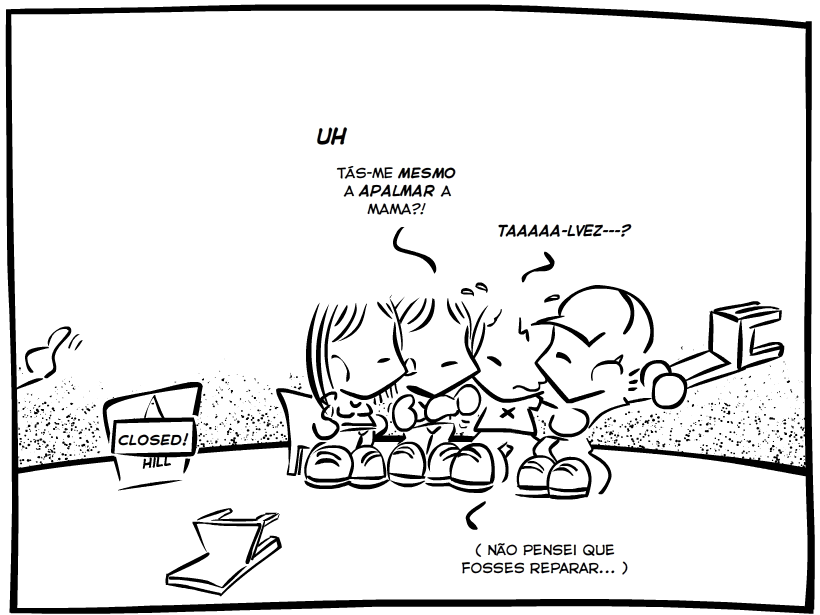 UH
TÁS-ME MESMO
A APALMAR A
MAMA?!
TAAAAA-LVEZ---?
A
CLOSED!
HILL
( NÃO PENSEI QUE
FOSSES REPARAR... )